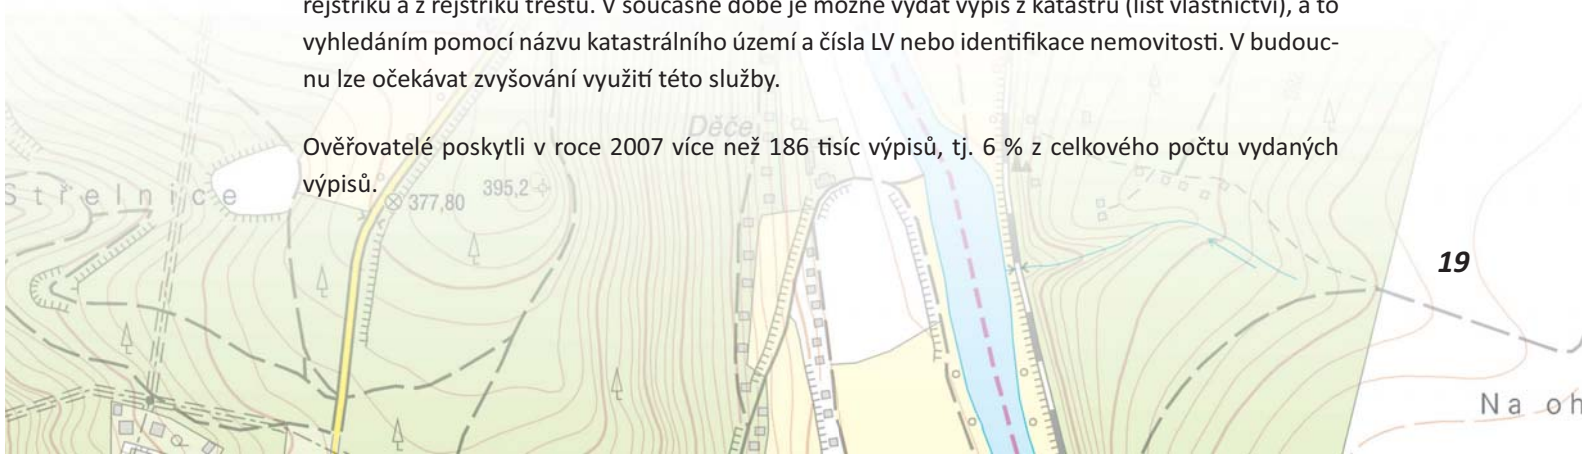 rejstříku a z rejstříku trestů. V současné době je možné vydat výpis z katastru (list vlastnictví), a to
vyhledáním pomocí názvu katastrálního území a čísla LV nebo identifikace nemovitosti. V budouc-
nu lze očekávat zvyšování využití této služby.
Děče
Ověřovatelé poskytli v roce 2007 více než 186 tisíc výpisů, tj. 6 % z celkového počtu vydaných
výpisů.
Střelnice
377,80
395,2
19
Na oh